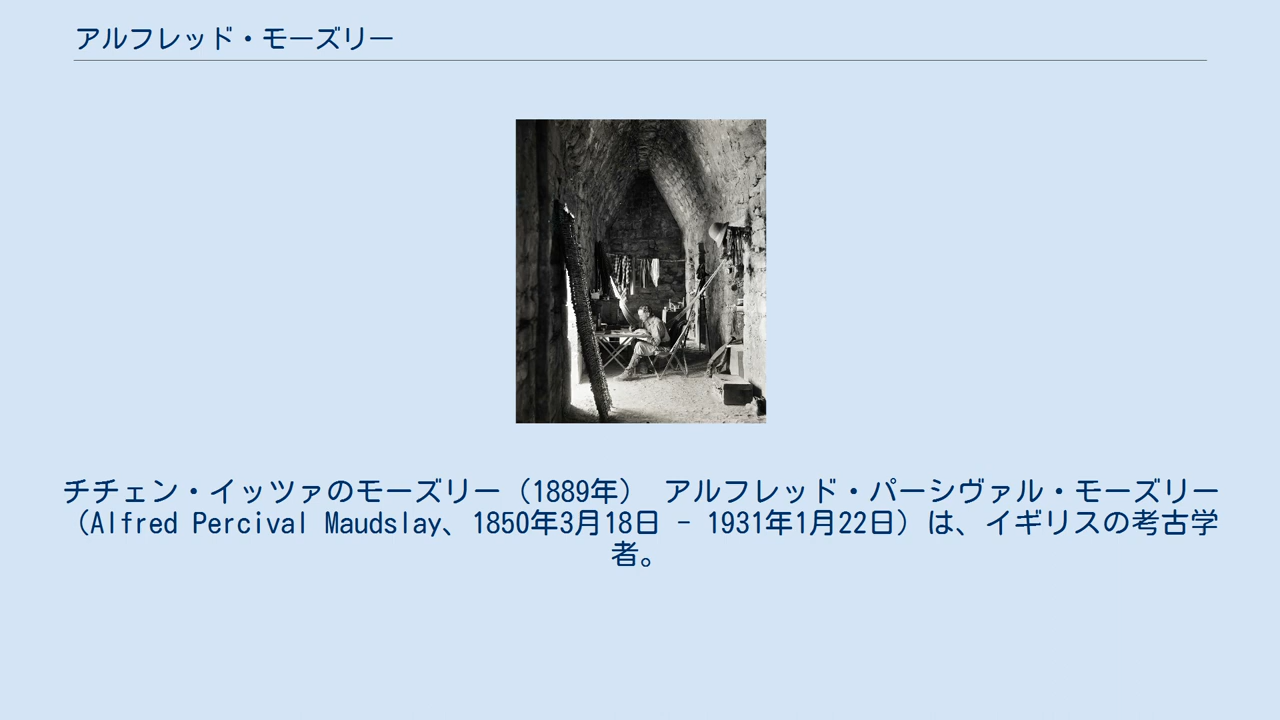 アルフレッド・モーズリー
チチェン・イッツァのモーズリー（1889年） アルフレッド・パーシヴァル・モーズリー
（Alfred Percival Maudslay、1850年3月18日 - 1931年1月22日）は、イギリスの考古学
者。